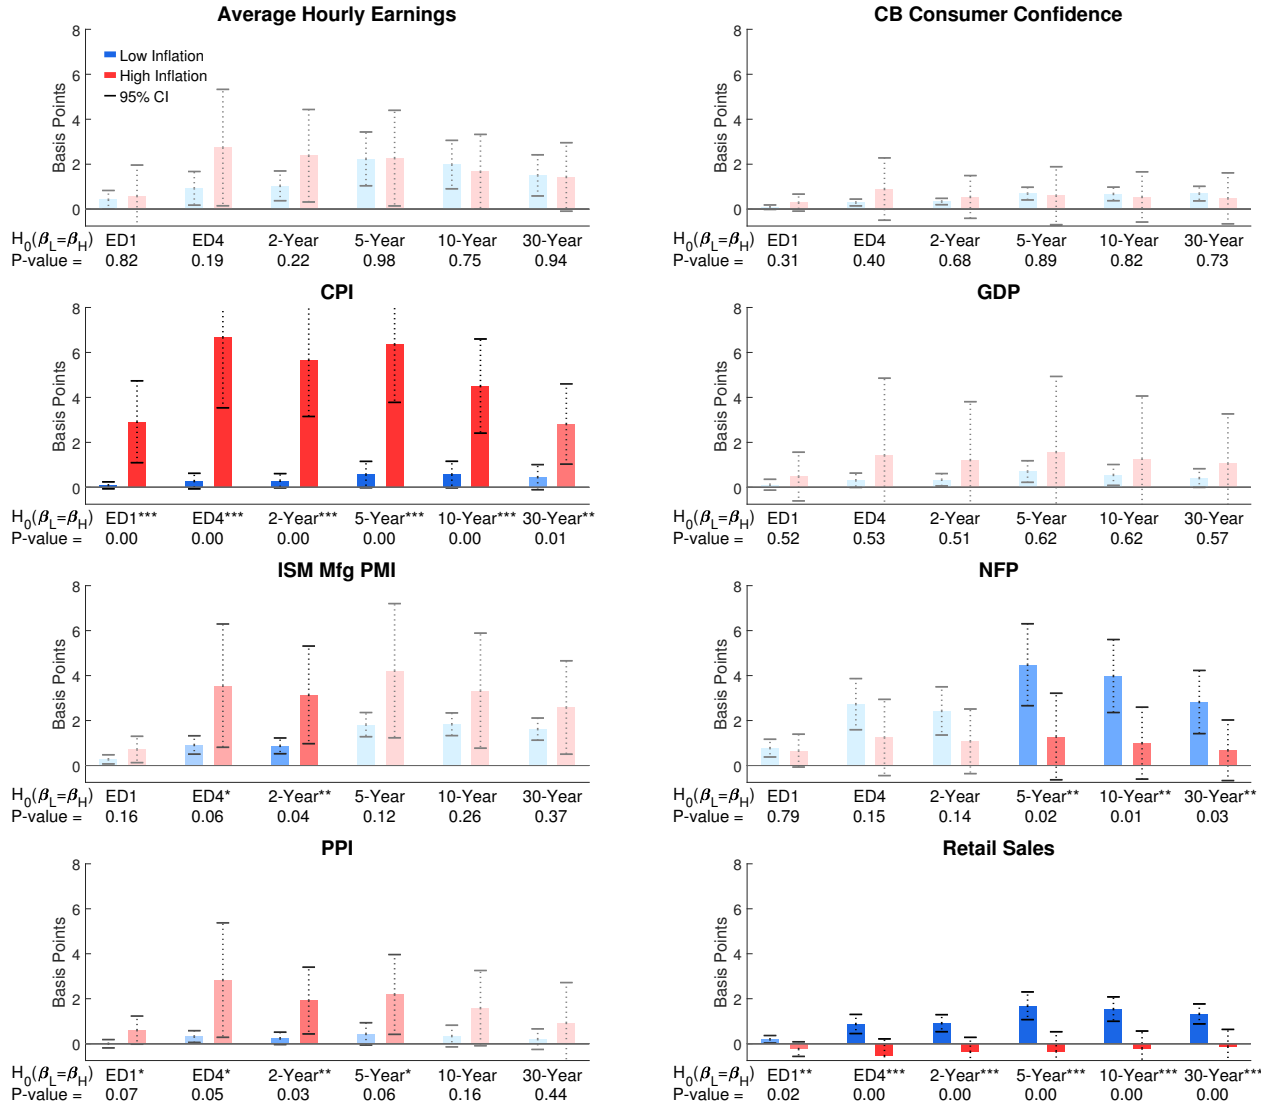 Average Hourly Earnings
8
6
4
2
0
Basis Points
Low Inflation
High Inflation
95% CI
H0(βL=βH) ED1 ED4 2-Year 5-Year 10-Year 30-Year
P-value = 0.82 0.19 0.22 0.98 0.75 0.94
CB Consumer Confidence
8
6
4
2
0
Basis Points
H0(βL=βH) ED1 ED4 2-Year 5-Year 10-Year 30-Year
P-value = 0.31 0.40 0.68 0.89 0.82 0.73
CPI
8
6
4
2
0
Basis Points
H0(βL=βH) ED1*** ED4*** 2-Year*** 5-Year*** 10-Year*** 30-Year**
P-value = 0.00 0.00 0.00 0.00 0.00 0.01
GDP
8
6
4
2
0
Basis Points
H0(βL=βH) ED1 ED4 2-Year 5-Year 10-Year 30-Year
P-value = 0.52 0.53 0.51 0.62 0.62 0.57
ISM Mfg PMI
8
6
4
2
0
Basis Points
H0(βL=βH) ED1 ED4* 2-Year** 5-Year 10-Year 30-Year
P-value = 0.16 0.06 0.04 0.12 0.26 0.37
NFP
8
6
4
2
0
Basis Points
H0(βL=βH) ED1 ED4 2-Year 5-Year** 10-Year** 30-Year**
P-value = 0.79 0.15 0.14 0.02 0.01 0.03
PPI
8
6
4
2
0
Basis Points
H0(βL=βH) ED1* ED4* 2-Year** 5-Year* 10-Year 30-Year
P-value = 0.07 0.05 0.03 0.06 0.16 0.44
Retail Sales
8
6
4
2
0
Basis Points
H0(βL=βH) ED1** ED4*** 2-Year*** 5-Year*** 10-Year*** 30-Year***
P-value = 0.02 0.00 0.00 0.00 0.00 0.00